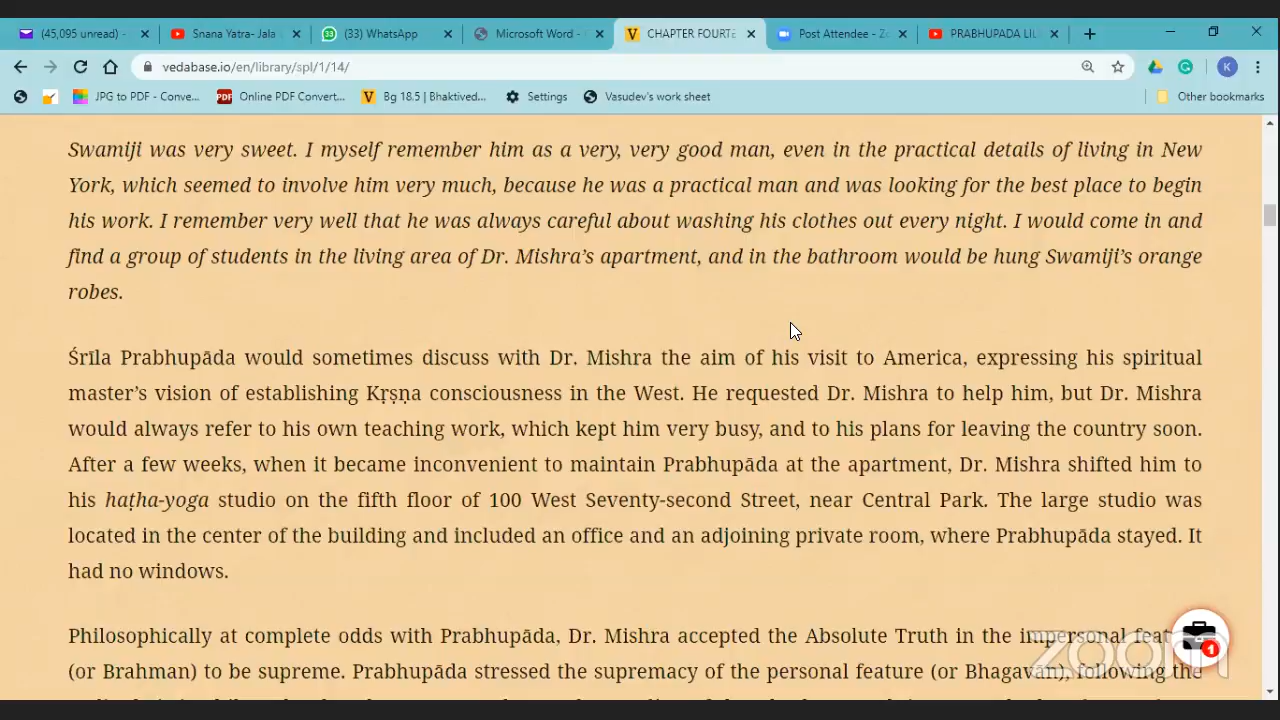 (45,095 unread) -
Snana Yatra- Jala
33
(33) WhatsApp
Microsoft Word -
CHAPTER FOURTE
Post Attendee - Zo
PRABHUPADA LIL
vedabase.io/en/library/spl/1/14/
K
JPG to PDF - Conve...
PDF
Online PDF Convert...
Bg 18.5 | Bhaktived...
Settings
Vasudev's work sheet
Other bookmarks
Swamiji was very sweet. I myself remember him as a very, very good man, even in the practical details of living in New
York, which seemed to involve him very much, because he was a practical man and was looking for the best place to begin
his work. I remember very well that he was always careful about washing his clothes out every night. I would come in and
find a group of students in the living area of Dr. Mishra’s apartment, and in the bathroom would be hung Swamiji’s orange
robes.
Śrīla Prabhupāda would sometimes discuss with Dr. Mishra the aim of his visit to America, expressing his spiritual
master’s vision of establishing Kṛṣṇa consciousness in the West. He requested Dr. Mishra to help him, but Dr. Mishra
would always refer to his own teaching work, which kept him very busy, and to his plans for leaving the country soon.
After a few weeks, when it became inconvenient to maintain Prabhupāda at the apartment, Dr. Mishra shifted him to
his haṭha-yoga studio on the fifth floor of 100 West Seventy-second Street, near Central Park. The large studio was
located in the center of the building and included an office and an adjoining private room, where Prabhupāda stayed. It
had no windows.
Philosophically at complete odds with Prabhupāda, Dr. Mishra accepted the Absolute Truth in the impersonal featu
(or Brahman) to be supreme. Prabhupāda stressed the supremacy of the personal feature (or Bhagavān), following the
1
zoom